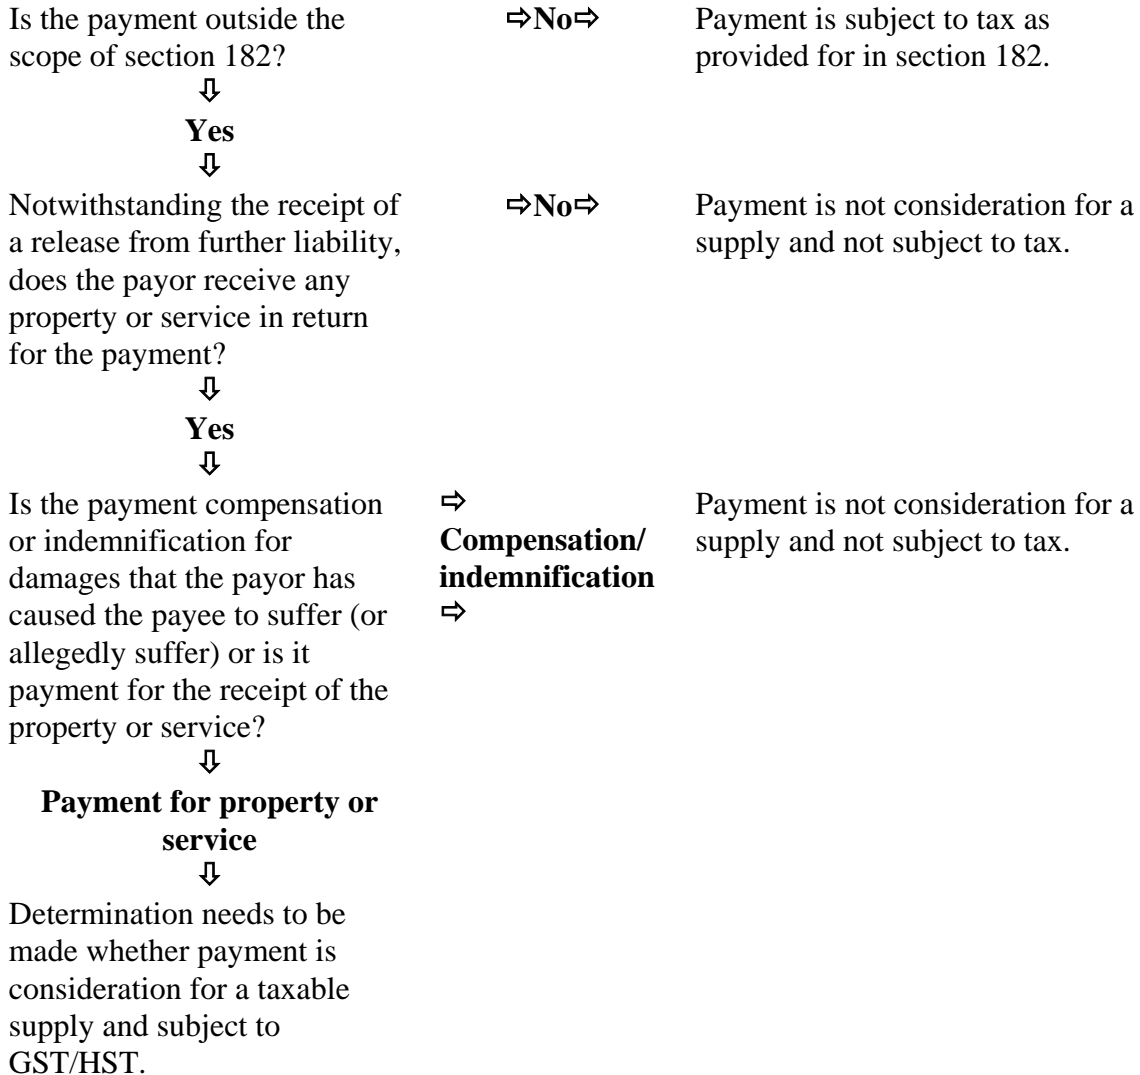 Is the payment outside the
scope of section 182?
⇨No⇨
Payment is subject to tax as
provided for in section 182.
⇩
Yes
⇩
Notwithstanding the receipt of
a release from further liability,
does the payor receive any
property or service in return
for the payment?
⇨No⇨
Payment is not consideration for a
supply and not subject to tax.
⇩
Yes
⇩
Is the payment compensation
or indemnification for
damages that the payor has
caused the payee to suffer (or
allegedly suffer) or is it
payment for the receipt of the
property or service?
⇨
Compensation/
indemnification
⇨
Payment is not consideration for a
supply and not subject to tax.
⇩
Payment for property or
service
⇩
Determination needs to be
made whether payment is
consideration for a taxable
supply and subject to
GST/HST.